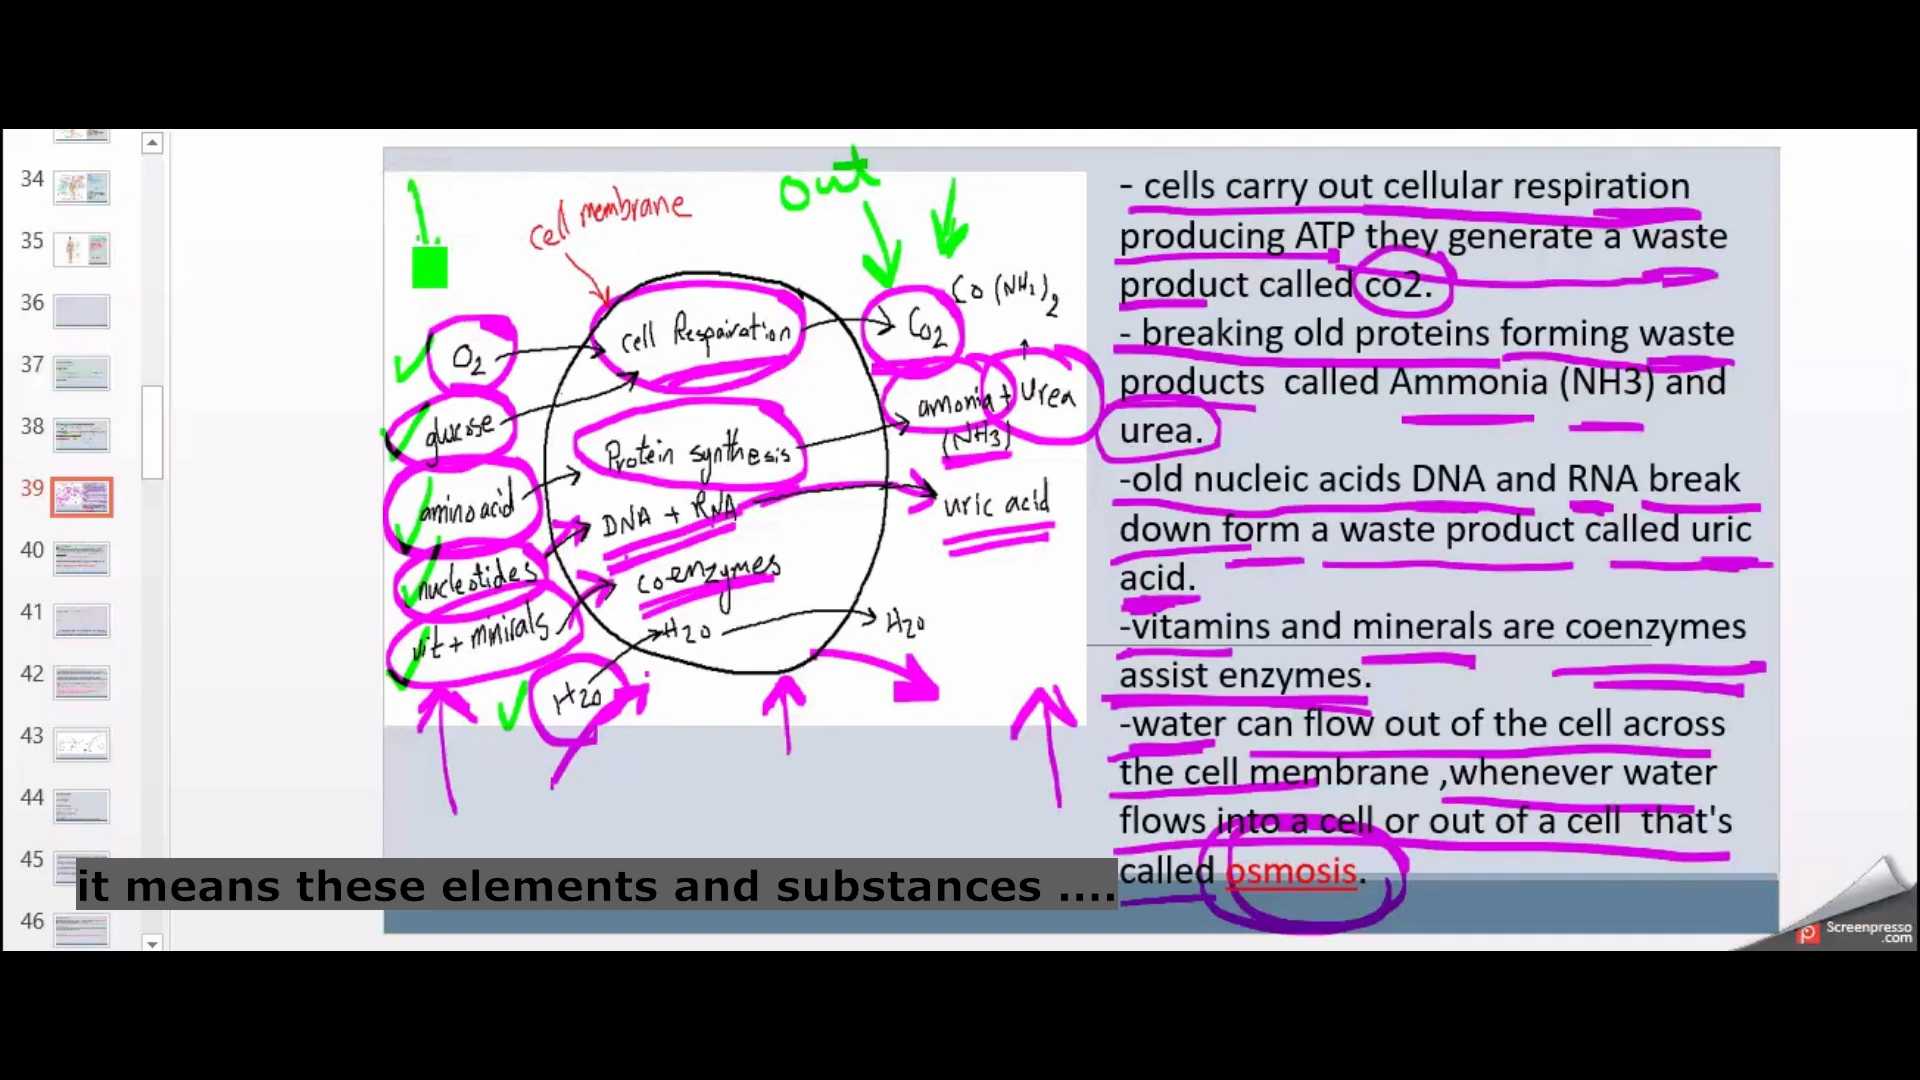 34
35
36
37
38
39
40
41
42
43
44
45
46
out
cell membrane
Co (NH2)2
O2
cell Respairation
Co2
glucose
amonia + Urea
(NH3)
Protein synthesis
aminoacid
DNA + RNA
uric acid
nucleotides
coenzymes
vit + minirals
H2O
H2O
H2O
- cells carry out cellular respiration
producing ATP they generate a waste
product called co2.
- breaking old proteins forming waste
products called Ammonia (NH3) and
urea.
-old nucleic acids DNA and RNA break
down form a waste product called uric
acid.
-vitamins and minerals are coenzymes
assist enzymes.
-water can flow out of the cell across
the cell membrane ,whenever water
flows into a cell or out of a cell that's
called osmosis.
it means these elements and substances ....
Screenpresso
.com